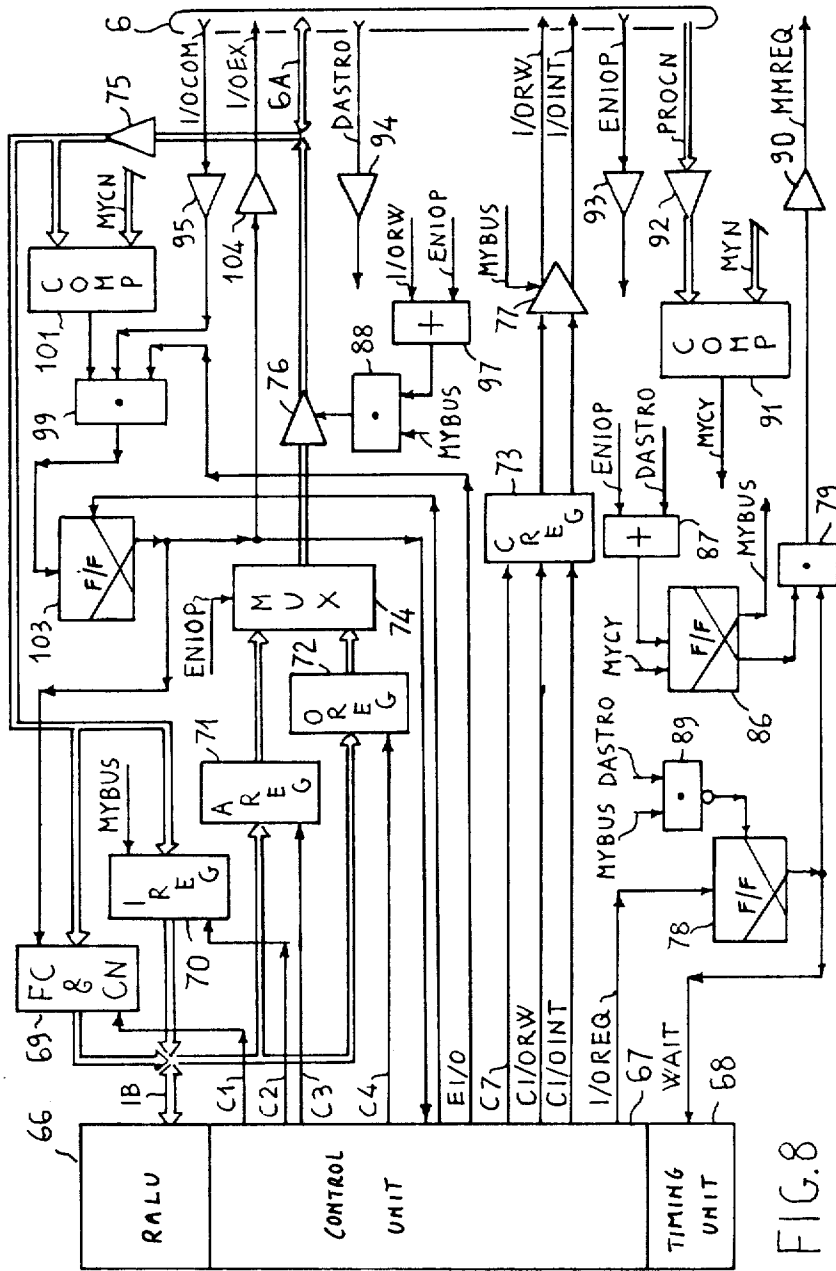 6
I/OCOM
I/OEX
6A
DASTRO
I/ORW
I/OINT
ENIOP
PROCN
MMREQ
75
95
104
94
93
92
90
MYCN
COMP
101
99
76
88
I/ORW
ENIOP
+
97
MYBUS
MYBUS
77
COMP
91
MYN
MYCY
103
F/F
ENIOP
MUX
74
72
OREG
73
CREG
ENIOP
DASTRO
+
87
MYBUS
79
MYCY
F/F
86
FC & CN
69
MYBUS
IREG
70
71
AREG
MYBUS
DASTRO
89
F/F
78
66
IB
C1
C2
C3
C4
EI/O
C7
CI/ORW
CI/OINT
I/OREQ
67
WAIT
68
RALU
CONTROL UNIT
TIMING UNIT
FIG.8